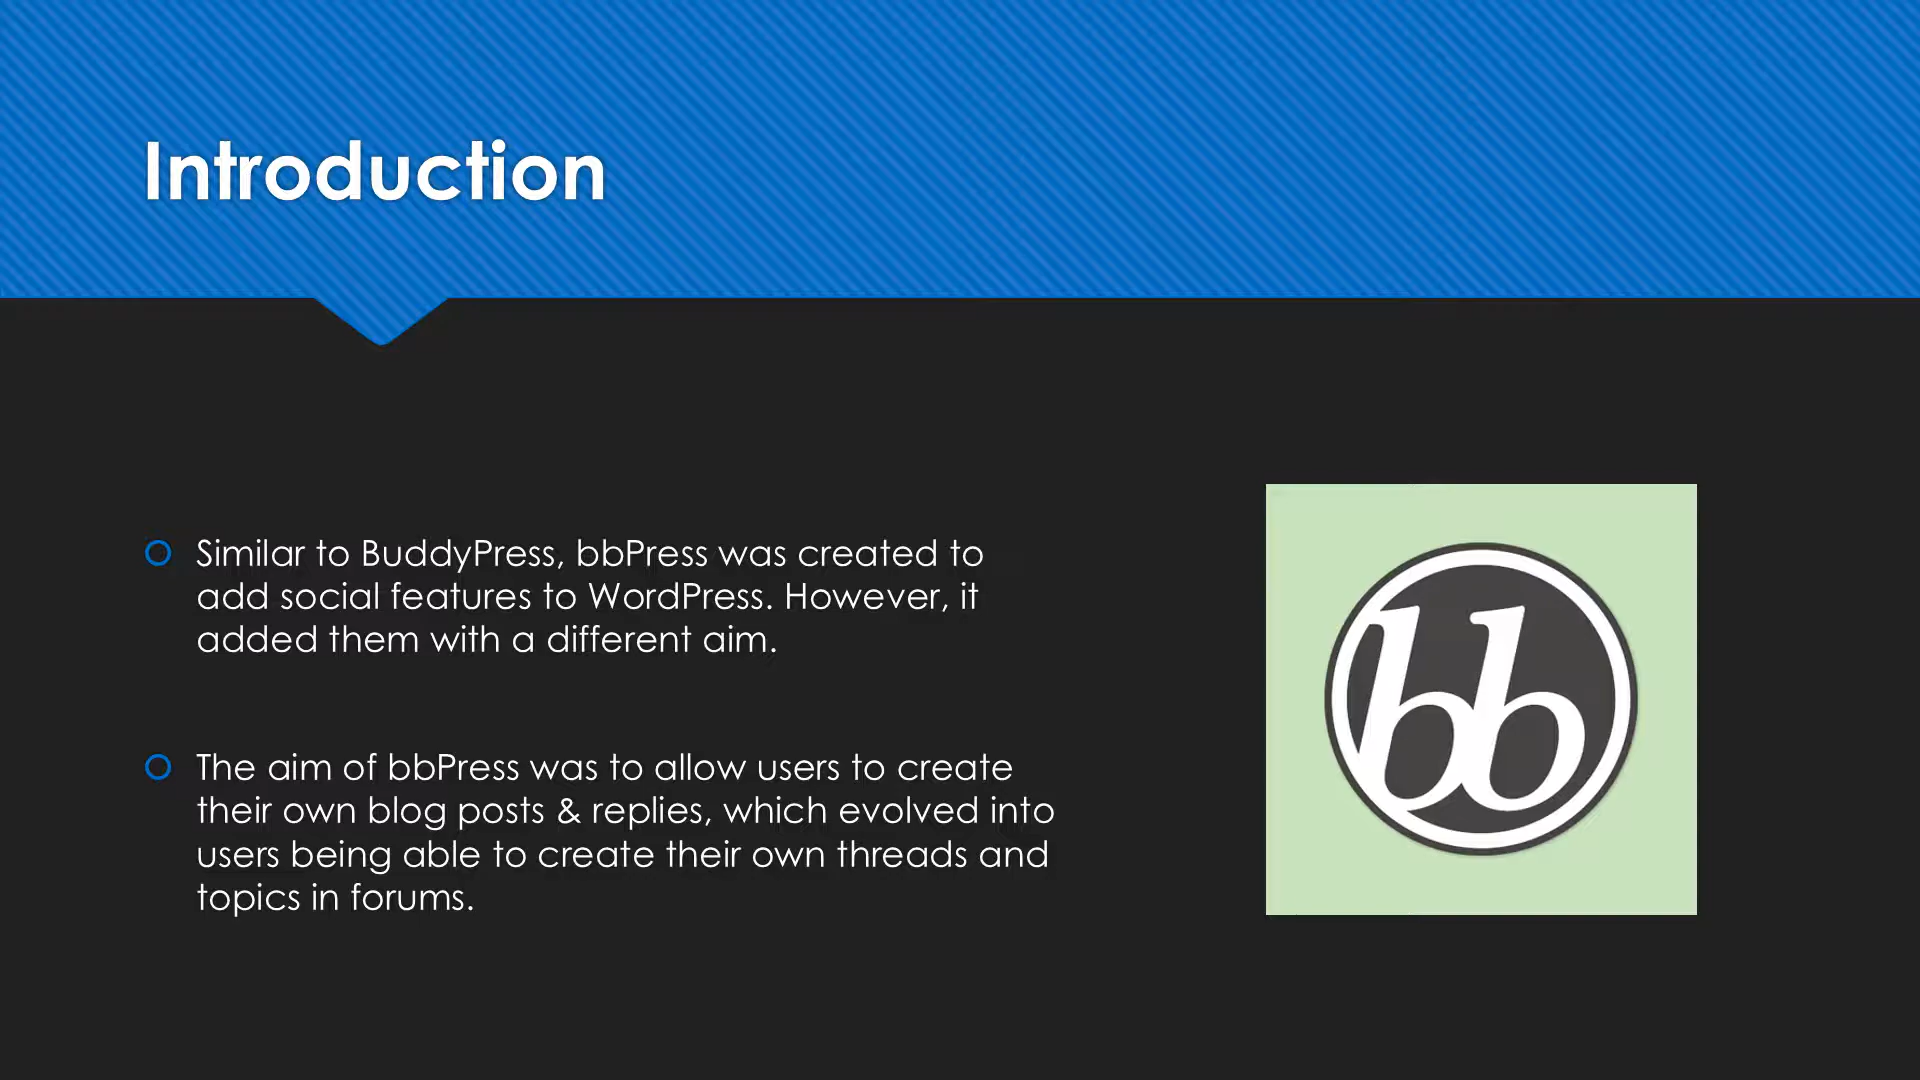 Introduction
Similar to BuddyPress, bbPress was created to
add social features to WordPress. However, it
added them with a different aim.
The aim of bbPress was to allow users to create
their own blog posts & replies, which evolved into
users being able to create their own threads and
topics in forums.
bb